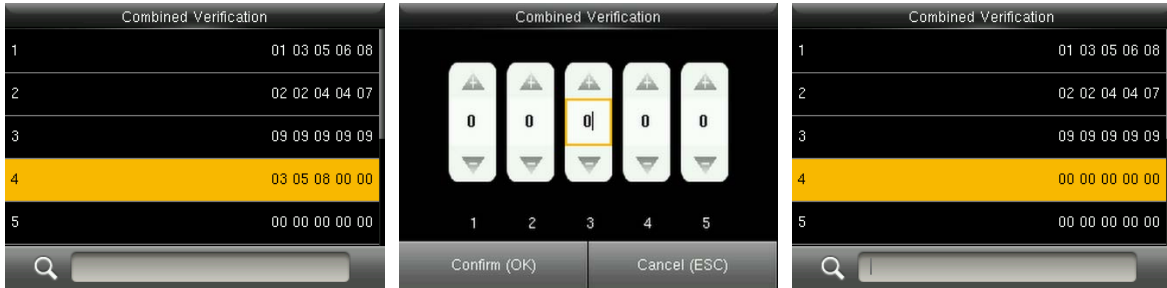 Combined Verification
1 01 03 05 06 08
2 02 02 04 04 07
3 09 09 09 09 09
4 03 05 08 00 00
5 00 00 00 00 00
Combined Verification
0 0 0 0 0
1 2 3 4 5
Confirm (OK) Cancel (ESC)
Combined Verification
1 01 03 05 06 08
2 02 02 04 04 07
3 09 09 09 09 09
4 00 00 00 00 00
5 00 00 00 00 00